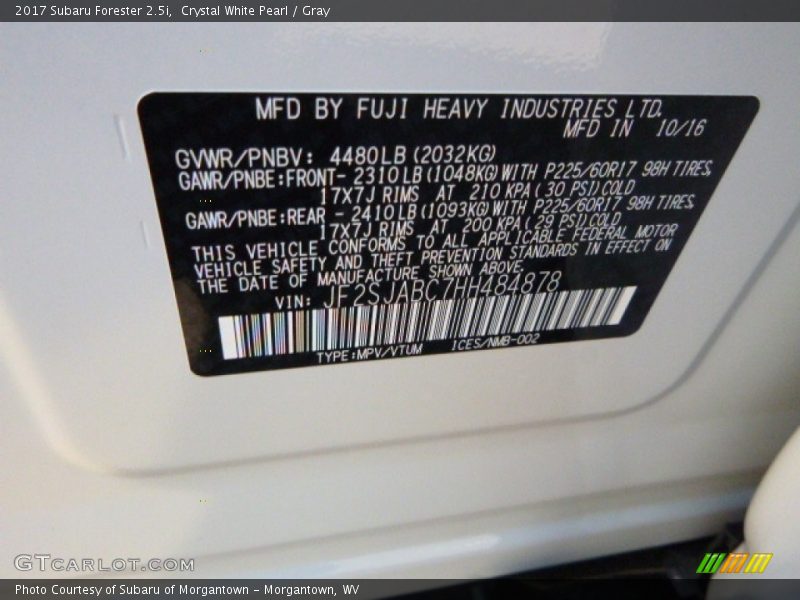 2017 Subaru Forester 2.5i,  Crystal White Pearl / Gray
MFD BY FUJI HEAVY INDUSTRIES LTD.
MFD IN 10/16
GVWR/PNBV: 4480LB (2032KG)
GAWR/PNBE:FRONT- 2310LB (1048KG) WITH P225/60R17 98H TIRES,
17X7J RIMS AT 210 KPA (30 PSI) COLD
GAWR/PNBE:REAR - 2410LB (1093KG) WITH P225/60R17 98H TIRES,
17X7J RIMS AT 200 KPA (29 PSI) COLD
THIS VEHICLE CONFORMS TO ALL APPLICABLE FEDERAL MOTOR
VEHICLE SAFETY AND THEFT PREVENTION STANDARDS IN EFFECT ON
THE DATE OF MANUFACTURE SHOWN ABOVE.
VIN: JF2SJABC7HH484878
TYPE:MPV/VTUM ICES/NMB-002
GTCARLOT.COM
Photo Courtesy of Subaru of Morgantown - Morgantown, WV